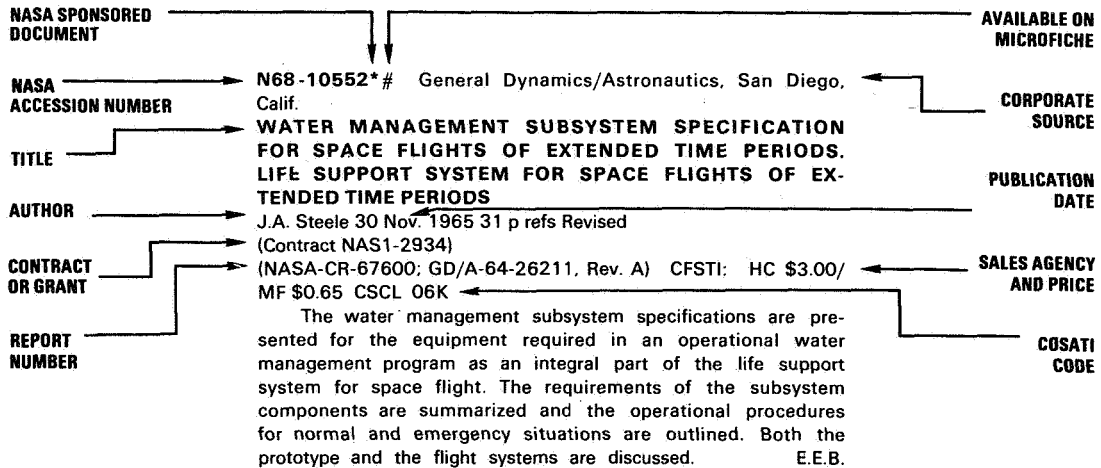 NASA SPONSORED
DOCUMENT
AVAILABLE ON
MICROFICHE
NASA
ACCESSION NUMBER
N68-10552*# General Dynamics/Astronautics, San Diego,
Calif.
CORPORATE
SOURCE
TITLE
WATER MANAGEMENT SUBSYSTEM SPECIFICATION
FOR SPACE FLIGHTS OF EXTENDED TIME PERIODS.
LIFE SUPPORT SYSTEM FOR SPACE FLIGHTS OF EX-
TENDED TIME PERIODS
PUBLICATION
DATE
AUTHOR
J.A. Steele 30 Nov. 1965 31 p refs Revised
CONTRACT
OR GRANT
(Contract NAS1-2934)
(NASA-CR-67600; GD/A-64-26211, Rev. A) CFSTI: HC $3.00/
MF $0.65 CSCL 06K
SALES AGENCY
AND PRICE
REPORT
NUMBER
COSATI
CODE
The water management subsystem specifications are pre-
sented for the equipment required in an operational water
management program as an integral part of the life support
system for space flight. The requirements of the subsystem
components are summarized and the operational procedures
for normal and emergency situations are outlined. Both the
prototype and the flight systems are discussed. E.E.B.